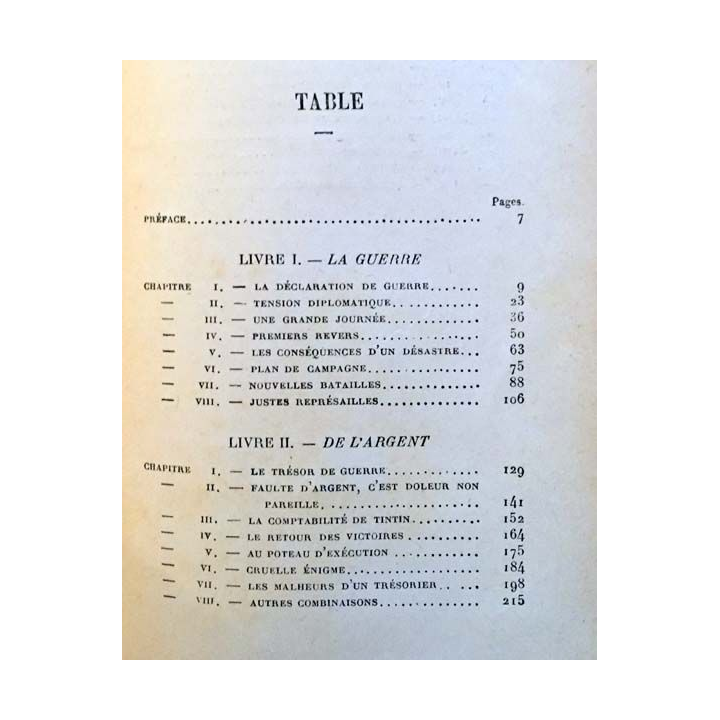 TABLE
Pages.
PRÉFACE................................................ 7
LIVRE I. — LA GUERRE
CHAPITRE I. — LA DÉCLARATION DE GUERRE....... 9
— II. — TENSION DIPLOMATIQUE............ 23
— III. — UNE GRANDE JOURNÉE............. 36
— IV. — PREMIERS REVERS................ 50
— V. — LES CONSÉQUENCES D'UN DÉSASTRE... 63
— VI. — PLAN DE CAMPAGNE................ 75
— VII. — NOUVELLES BATAILLES............. 88
— VIII. — JUSTES REPRÉSAILLES............. 106
LIVRE II. — DE L'ARGENT
CHAPITRE I. — LE TRÉSOR DE GUERRE............. 129
— II. — FAULTE D'ARGENT, C'EST DOLEUR NON
PAREILLE...................... 141
— III. — LA COMPTABILITÉ DE TINTIN.......... 152
— IV. — LE RETOUR DES VICTOIRES ........... 164
— V. — AU POTEAU D'EXÉCUTION ............ 175
— VI. — CRUELLE ÉNIGME................... 184
— VII. — LES MALHEURS D'UN TRÉSORIER.. ..... 198
— VIII. — AUTRES COMBINAISONS............. 215